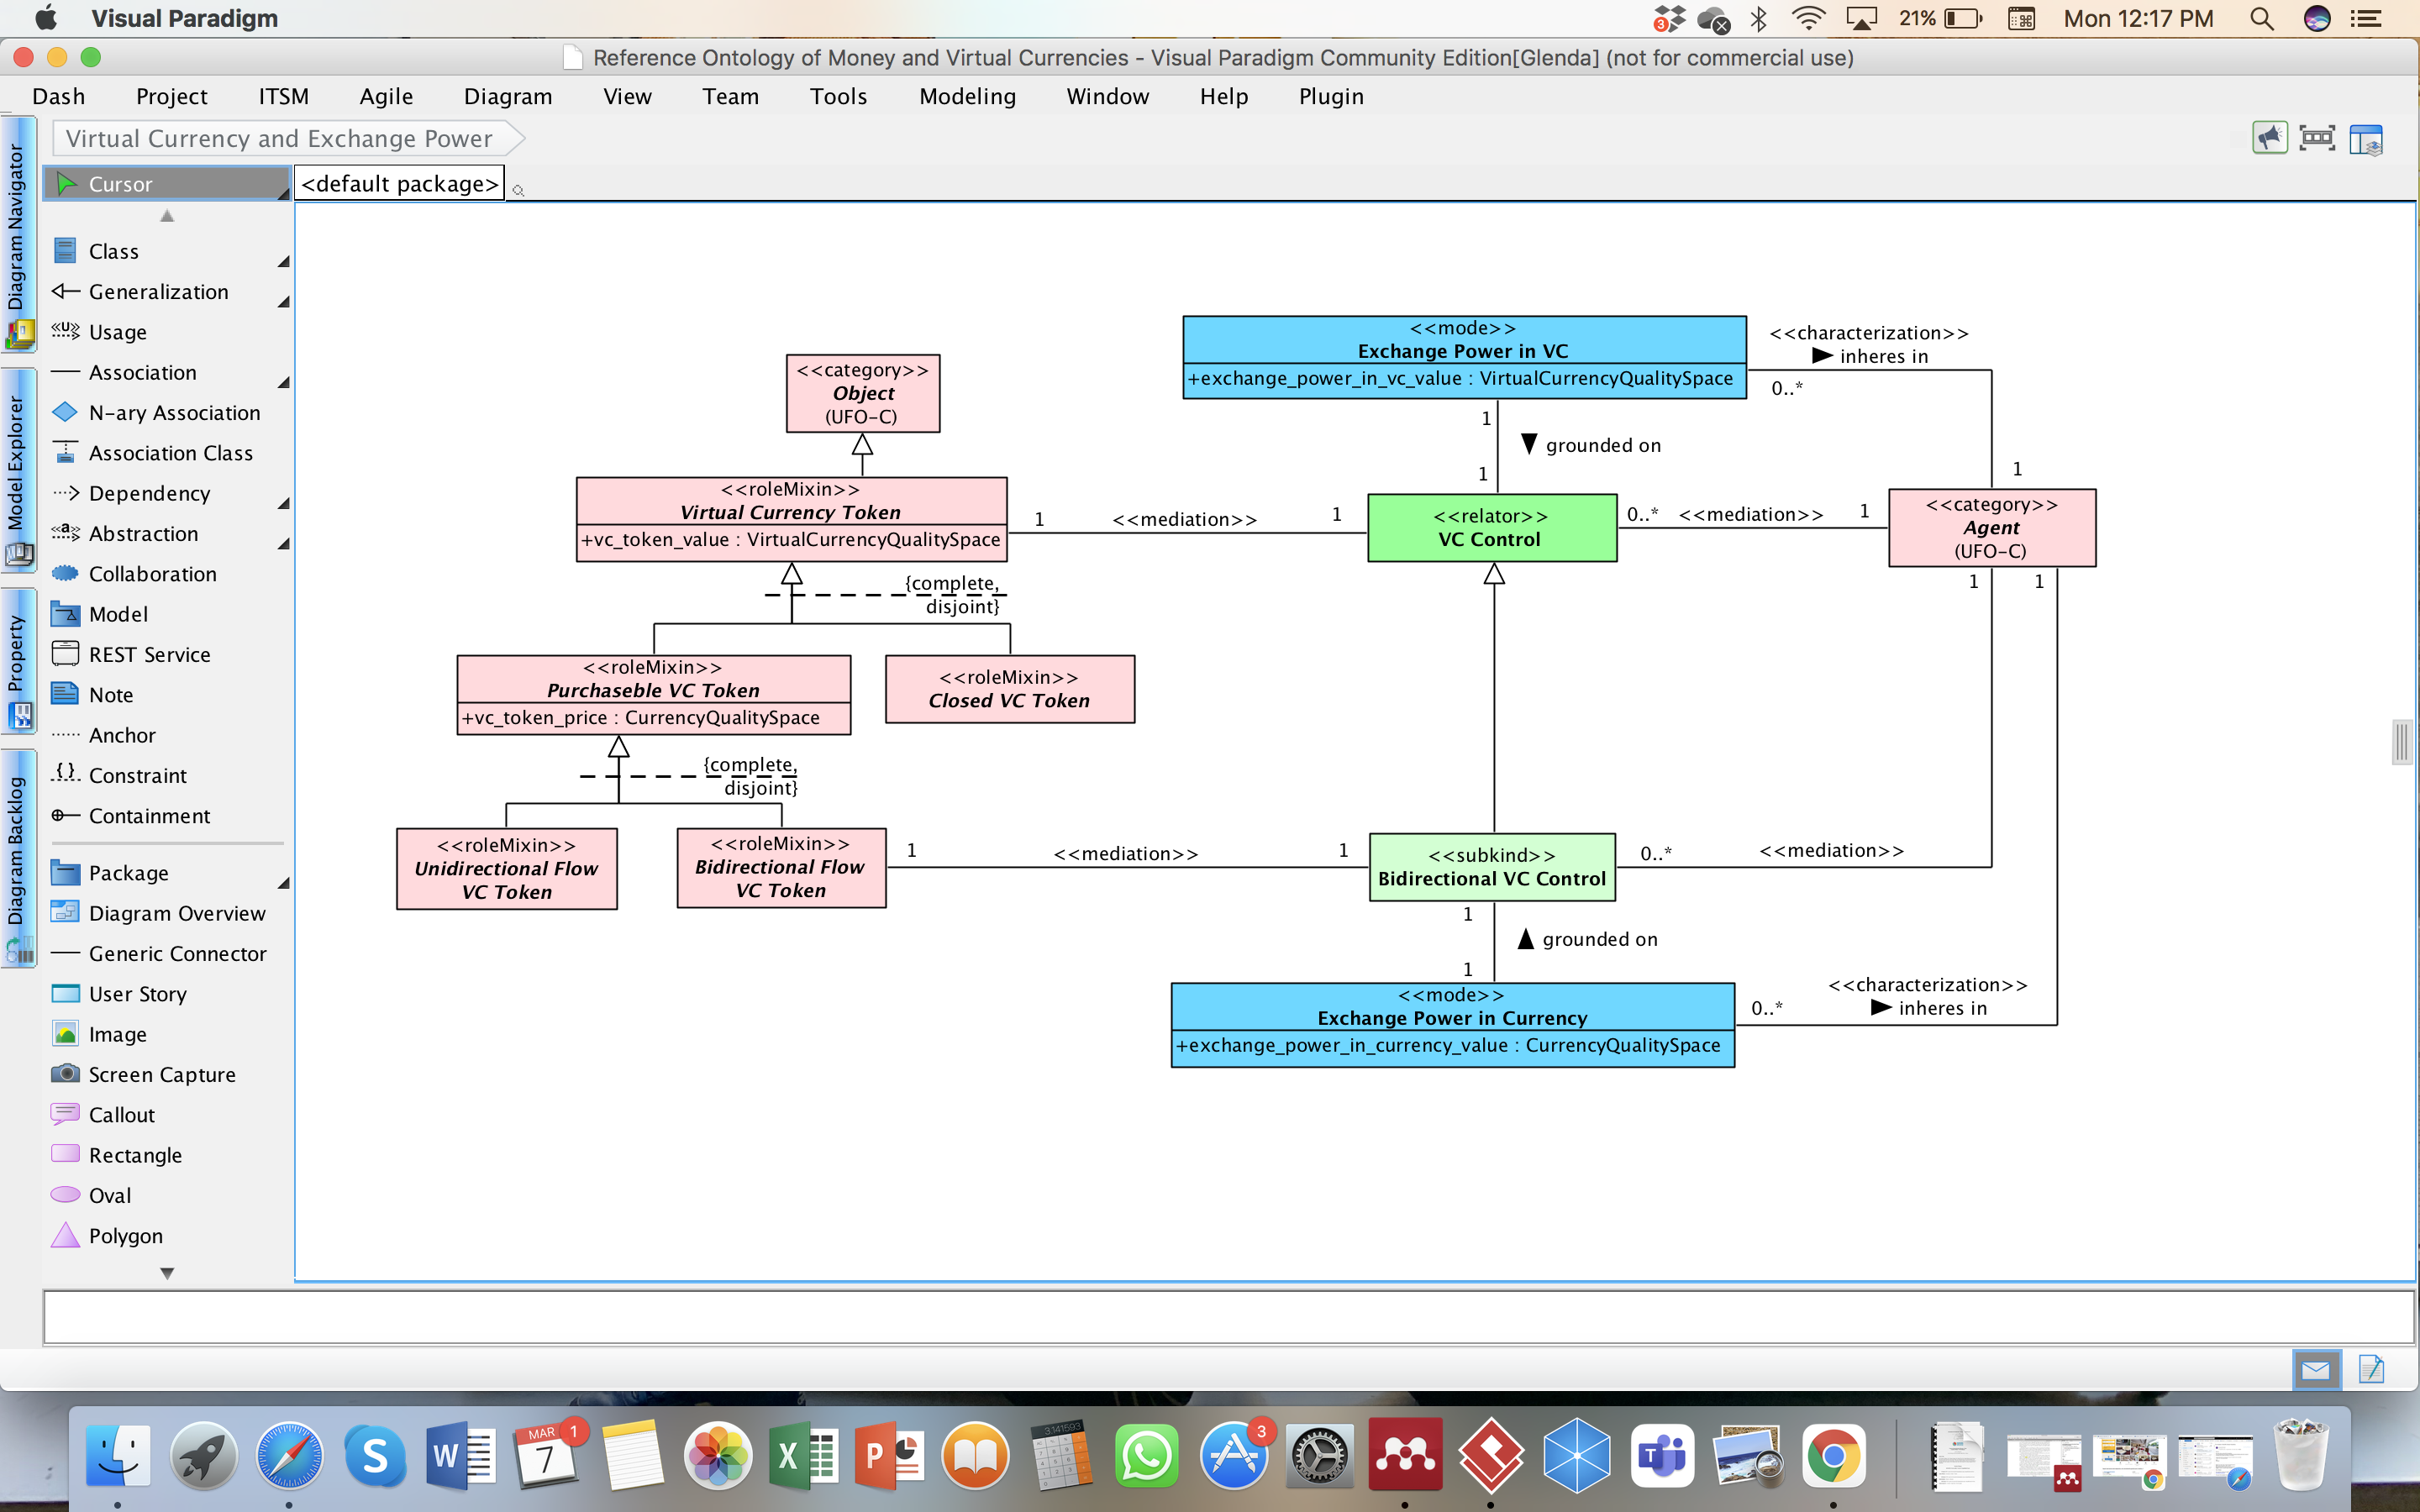 Visual Paradigm
3
21%
Mon 12:17 PM
Reference Ontology of Money and Virtual Currencies - Visual Paradigm Community Edition[Glenda] (not for commercial use)
Dash Project ITSM Agile Diagram View Team Tools Modeling Window Help Plugin
Virtual Currency and Exchange Power
Diagram Navigator
Model Explorer
Property
Diagram Backlog
Cursor
Class
Generalization
Usage
Association
N-ary Association
Association Class
Dependency
Abstraction
Collaboration
Model
REST Service
Note
Anchor
Constraint
Containment
Package
Diagram Overview
Generic Connector
User Story
Image
Screen Capture
Callout
Rectangle
Oval
Polygon
<default package>
<<mode>>
Exchange Power in VC
+exchange_power_in_vc_value : VirtualCurrencyQualitySpace
<<characterization>>
inheres in
0..*
1
<<category>>
Object
(UFO-C)
1
grounded on
1
<<roleMixin>>
Virtual Currency Token
+vc_token_value : VirtualCurrencyQualitySpace
1 <<mediation>> 1
<<relator>>
VC Control
0..* <<mediation>> 1
<<category>>
Agent
(UFO-C)
1 1
{complete,
disjoint}
<<roleMixin>>
Purchaseble VC Token
+vc_token_price : CurrencyQualitySpace
<<roleMixin>>
Closed VC Token
{complete,
disjoint}
<<roleMixin>>
Unidirectional Flow
VC Token
<<roleMixin>>
Bidirectional Flow
VC Token
1 <<mediation>> 1
<<subkind>>
Bidirectional VC Control
0..* <<mediation>>
1
grounded on
1
<<mode>>
Exchange Power in Currency
+exchange_power_in_currency_value : CurrencyQualitySpace
<<characterization>>
0..* inheres in
S
W
MAR
7
1
X
P
3.141593
3
T